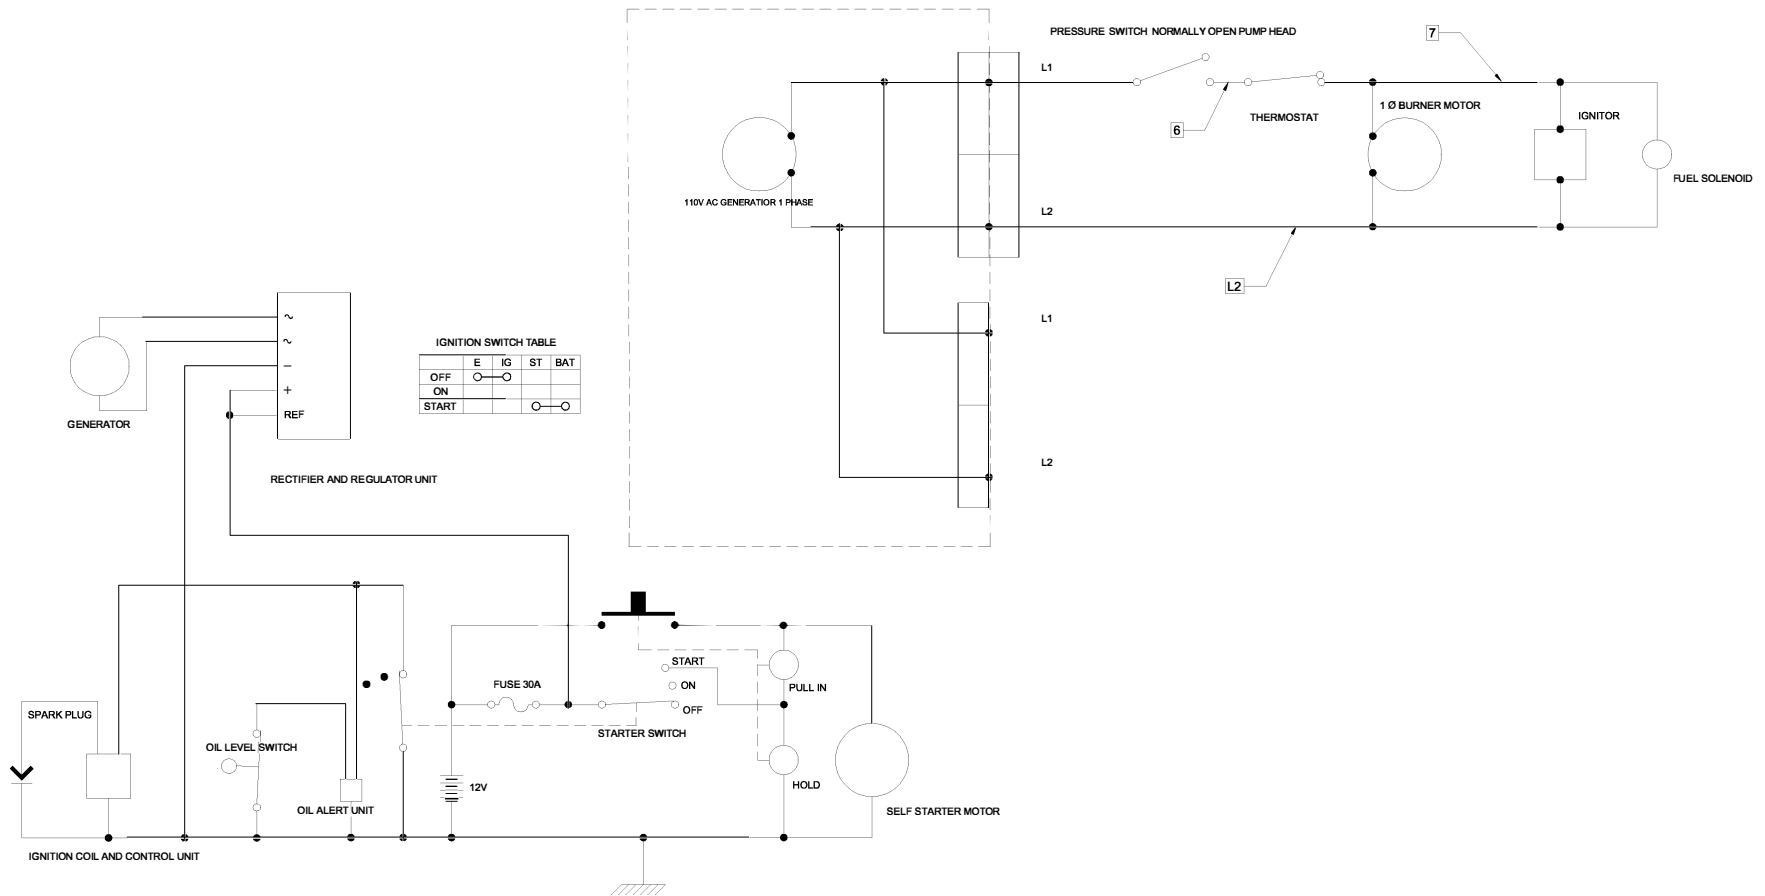 PRESSURE SWITCH NORMALLY OPEN PUMP HEAD
7
L1
1 Ø BURNER MOTOR
IGNITOR
THERMOSTAT
6
FUEL SOLENOID
110V AC GENERATIOR 1 PHASE
L2
L2
L1
L2
~
~
−
+
REF
GENERATOR
RECTIFIER AND REGULATOR UNIT
IGNITION SWITCH TABLE
E IG ST BAT
OFF
ON
START
START
ON
OFF
FUSE 30A
STARTER SWITCH
PULL IN
HOLD
SELF STARTER MOTOR
SPARK PLUG
OIL LEVEL SWITCH
12V
OIL ALERT UNIT
IGNITION COIL AND CONTROL UNIT